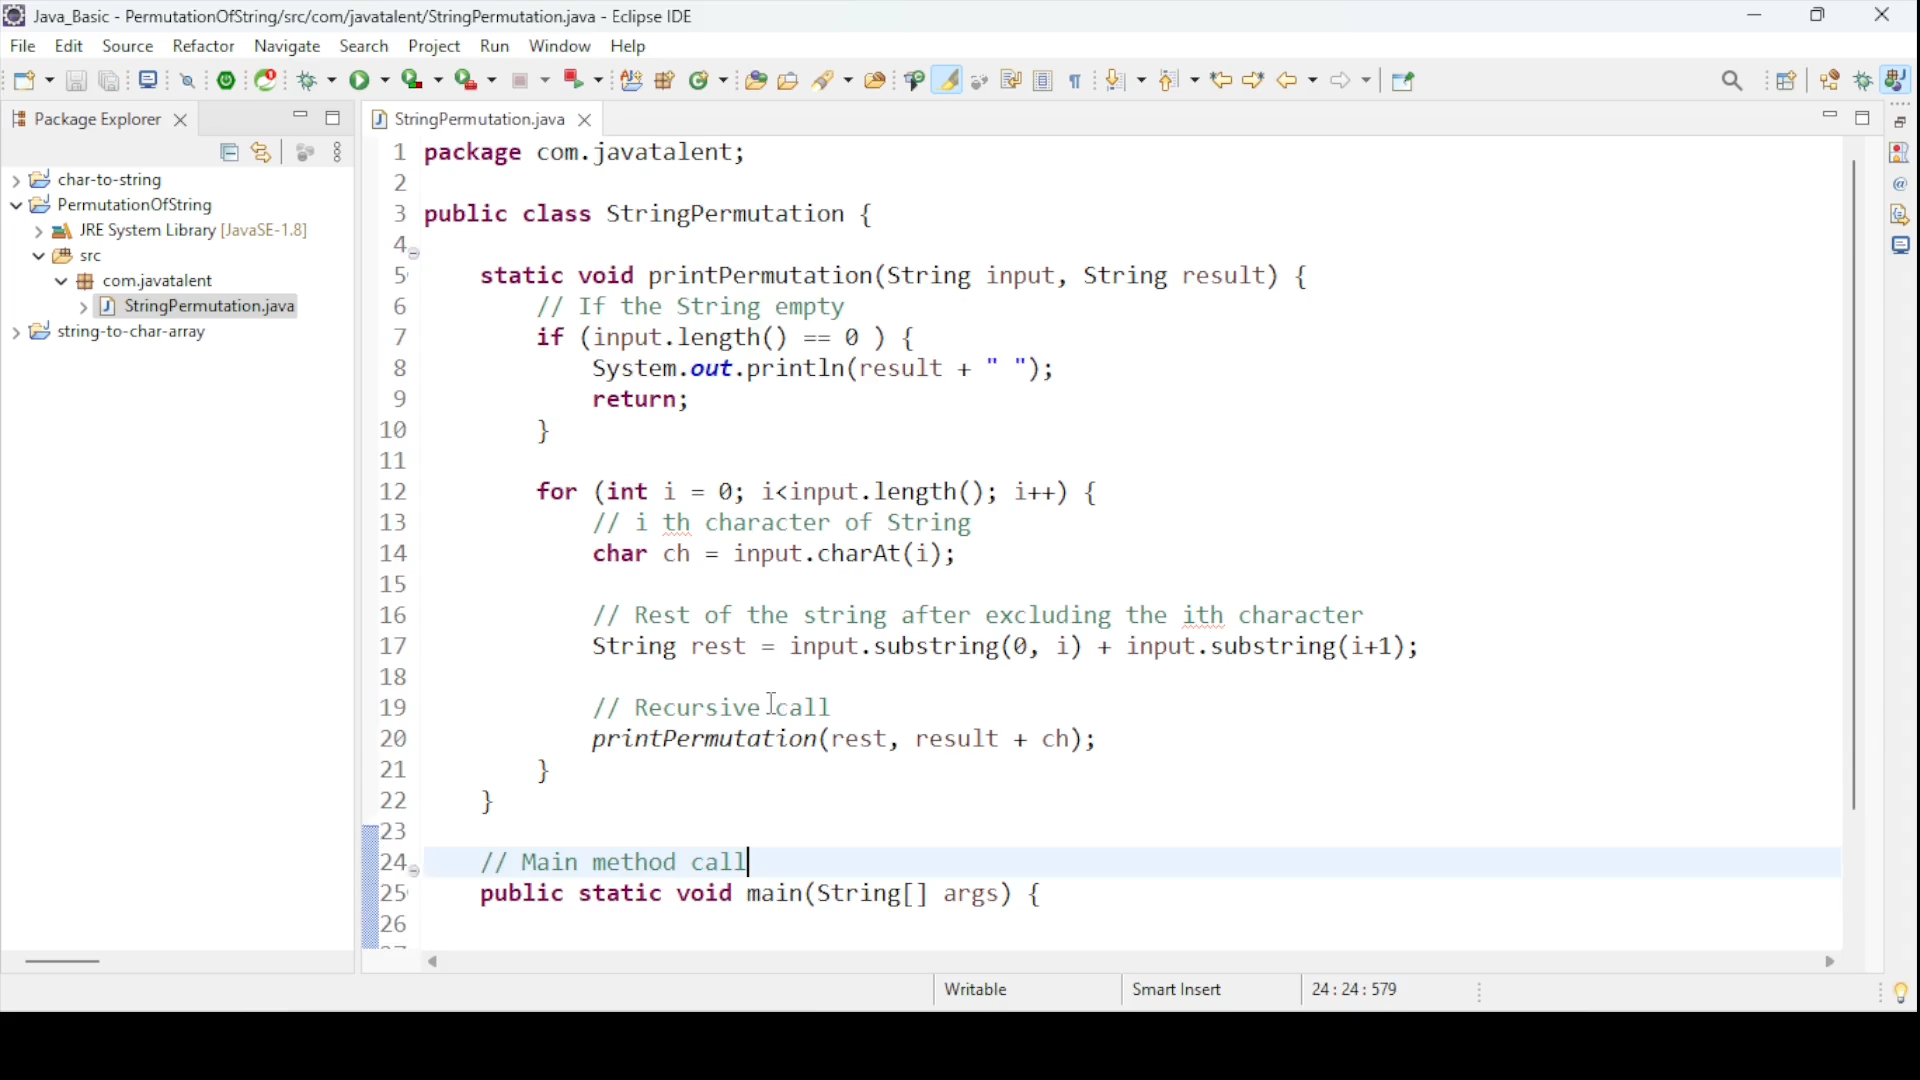 Java_Basic - PermutationOfString/src/com/javatalent/StringPermutation.java - Eclipse IDE
File Edit Source Refactor Navigate Search Project Run Window Help
Package Explorer
StringPermutation.java
char-to-string
PermutationOfString
JRE System Library [JavaSE-1.8]
src
com.javatalent
StringPermutation.java
string-to-char-array
1 package com.javatalent;
2
3 public class StringPermutation {
4
5 static void printPermutation(String input, String result) {
6 // If the String empty
7 if (input.length() == 0 ) {
8 System.out.println(result + " ");
9 return;
10 }
11
12 for (int i = 0; i<input.length(); i++) {
13 // i th character of String
14 char ch = input.charAt(i);
15
16 // Rest of the string after excluding the ith character
17 String rest = input.substring(0, i) + input.substring(i+1);
18
19 // Recursive call
20 printPermutation(rest, result + ch);
21 }
22 }
23
24 // Main method call
25 public static void main(String[] args) {
26
Writable Smart Insert 24 : 24 : 579